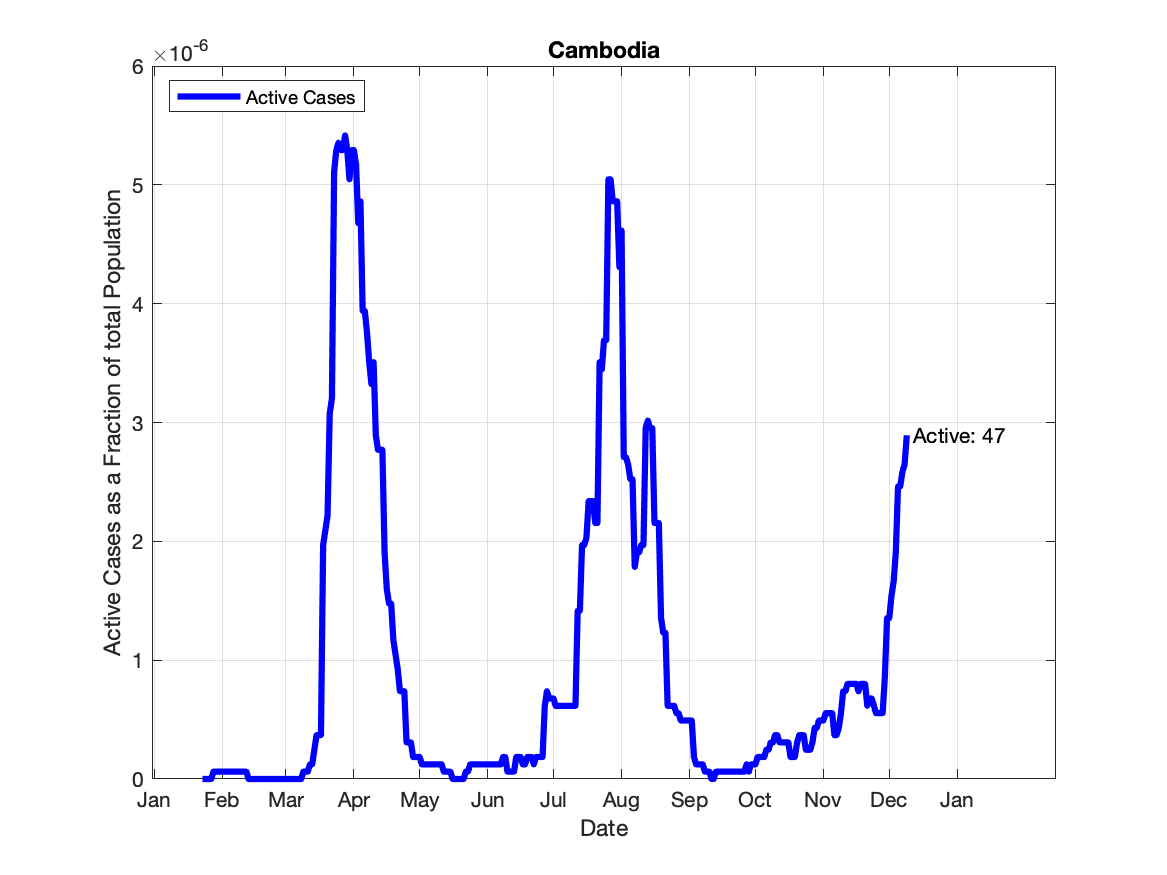 Cambodia
×10-6
6
5
4
3
2
1
0
Active Cases
Active: 47
Active Cases as a Fraction of total Population
Jan Feb Mar Apr May Jun Jul Aug Sep Oct Nov Dec Jan
Date